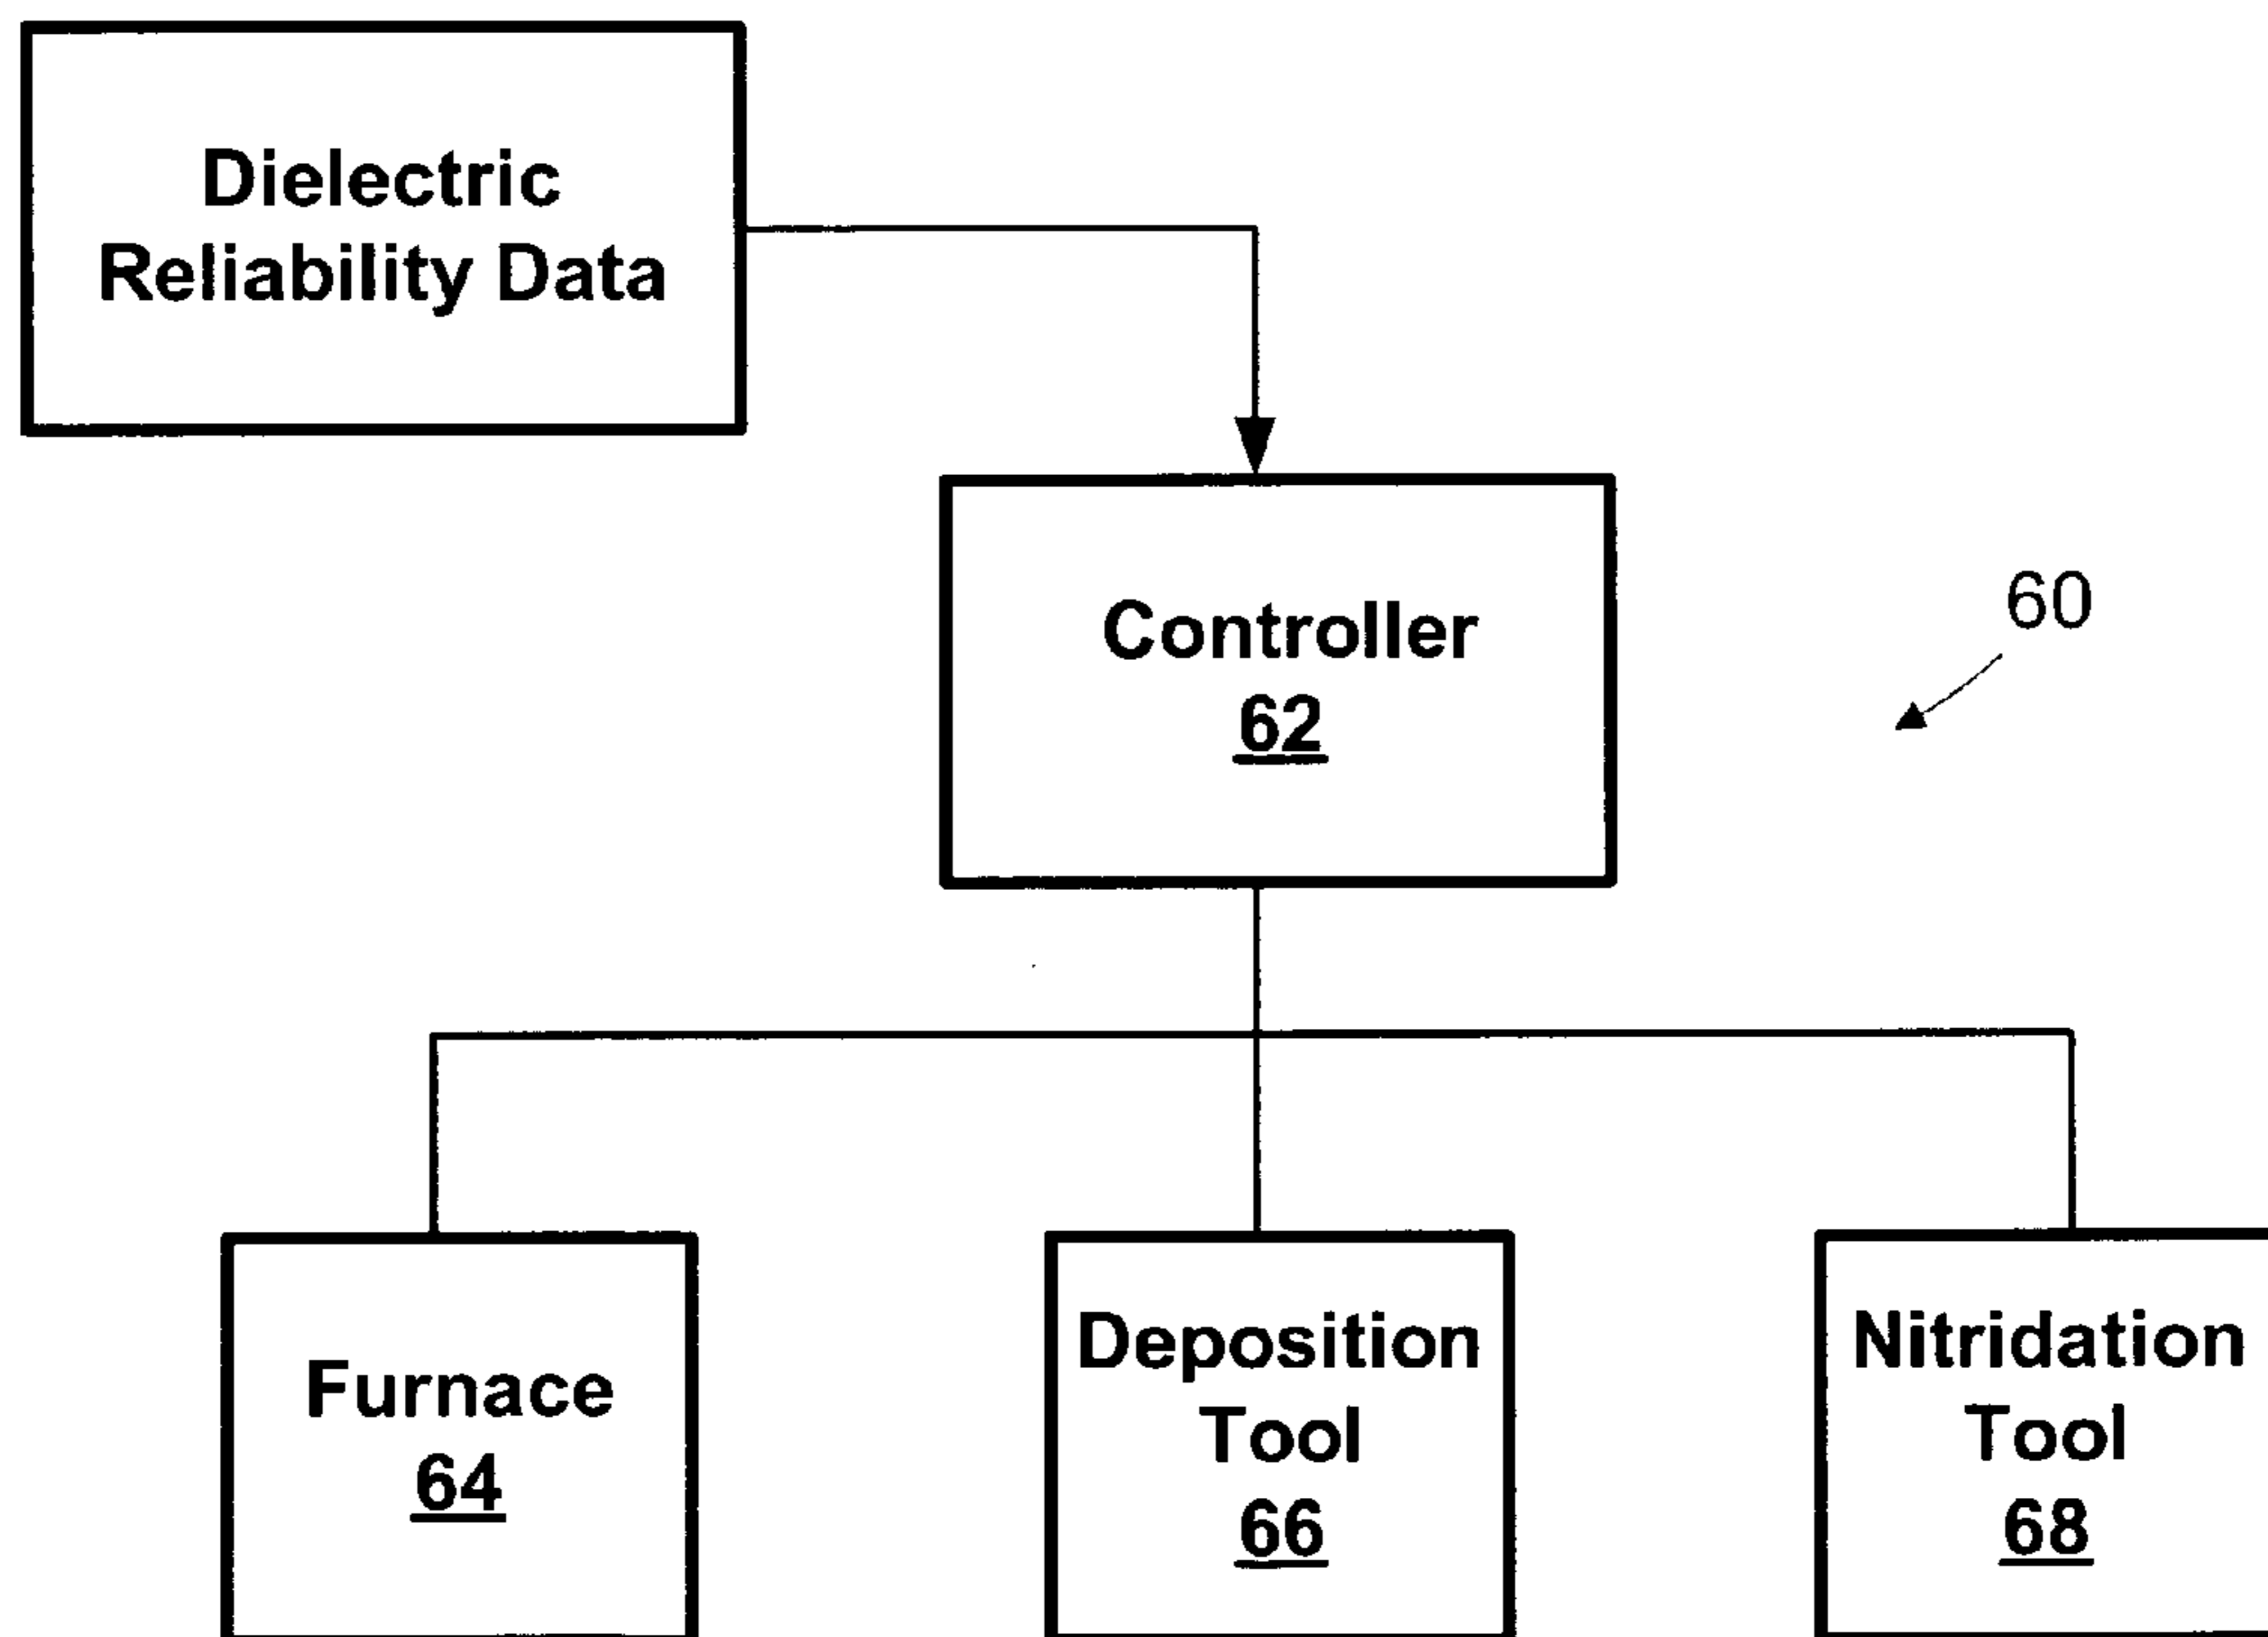 Dielectric
Reliability Data
Controller
62
60
Furnace
64
Deposition
Tool
66
Nitridation
Tool
68